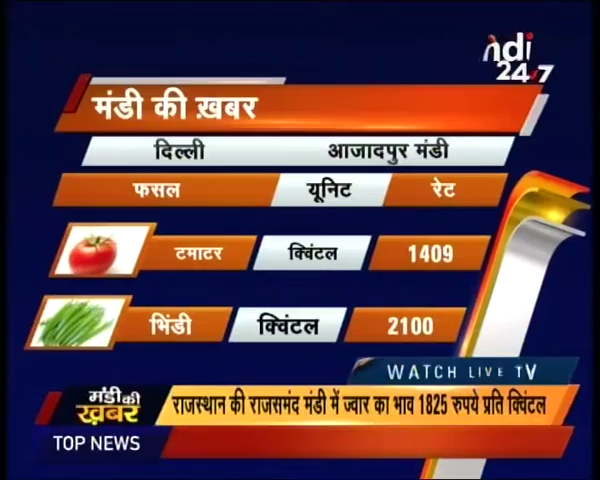 ndi
24x7
मंडी की ख़बर
दिल्ली आजादपुर मंडी
फसल यूनिट रेट
टमाटर क्विंटल 1409
भिंडी क्विंटल 2100
WATCH LIVE TV
मंडी की
ख़बर
राजस्थान की राजसमंद मंडी में ज्वार का भाव 1825 रुपये प्रति क्विंटल
TOP NEWS